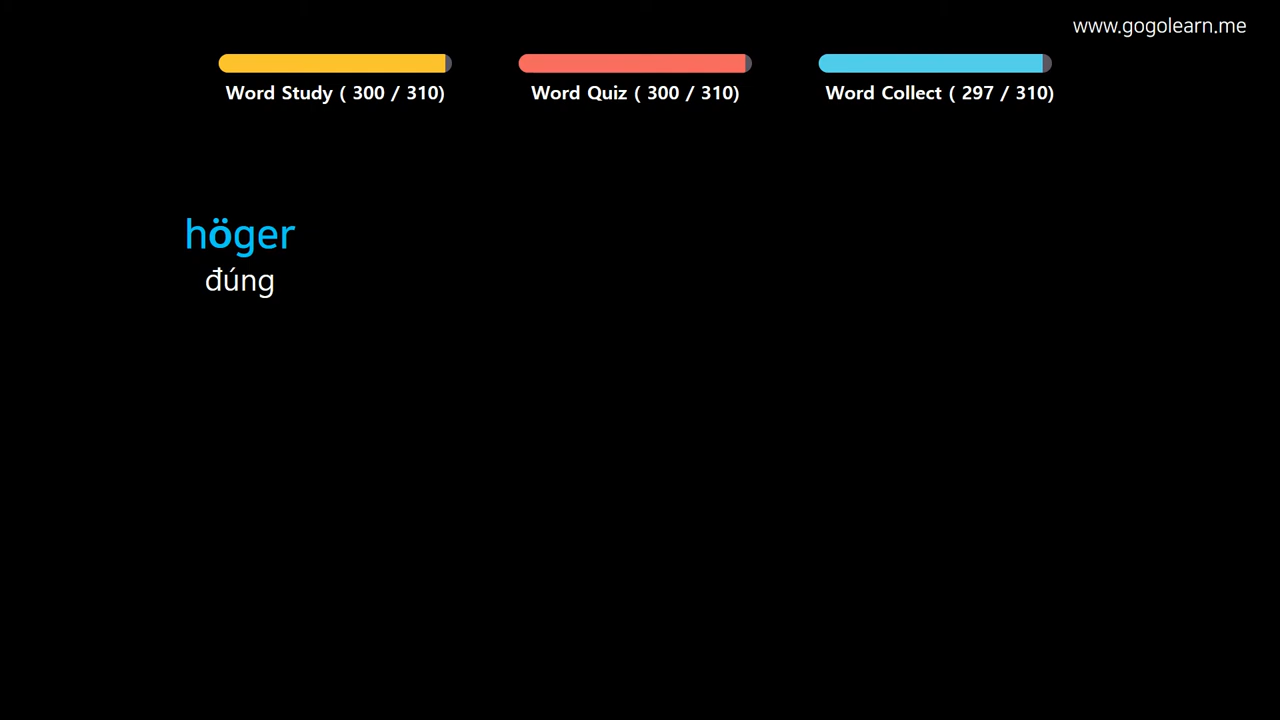 www.gogolearn.me
Word Study ( 300 / 310)
Word Quiz ( 300 / 310)
Word Collect ( 297 / 310)
höger
đúng